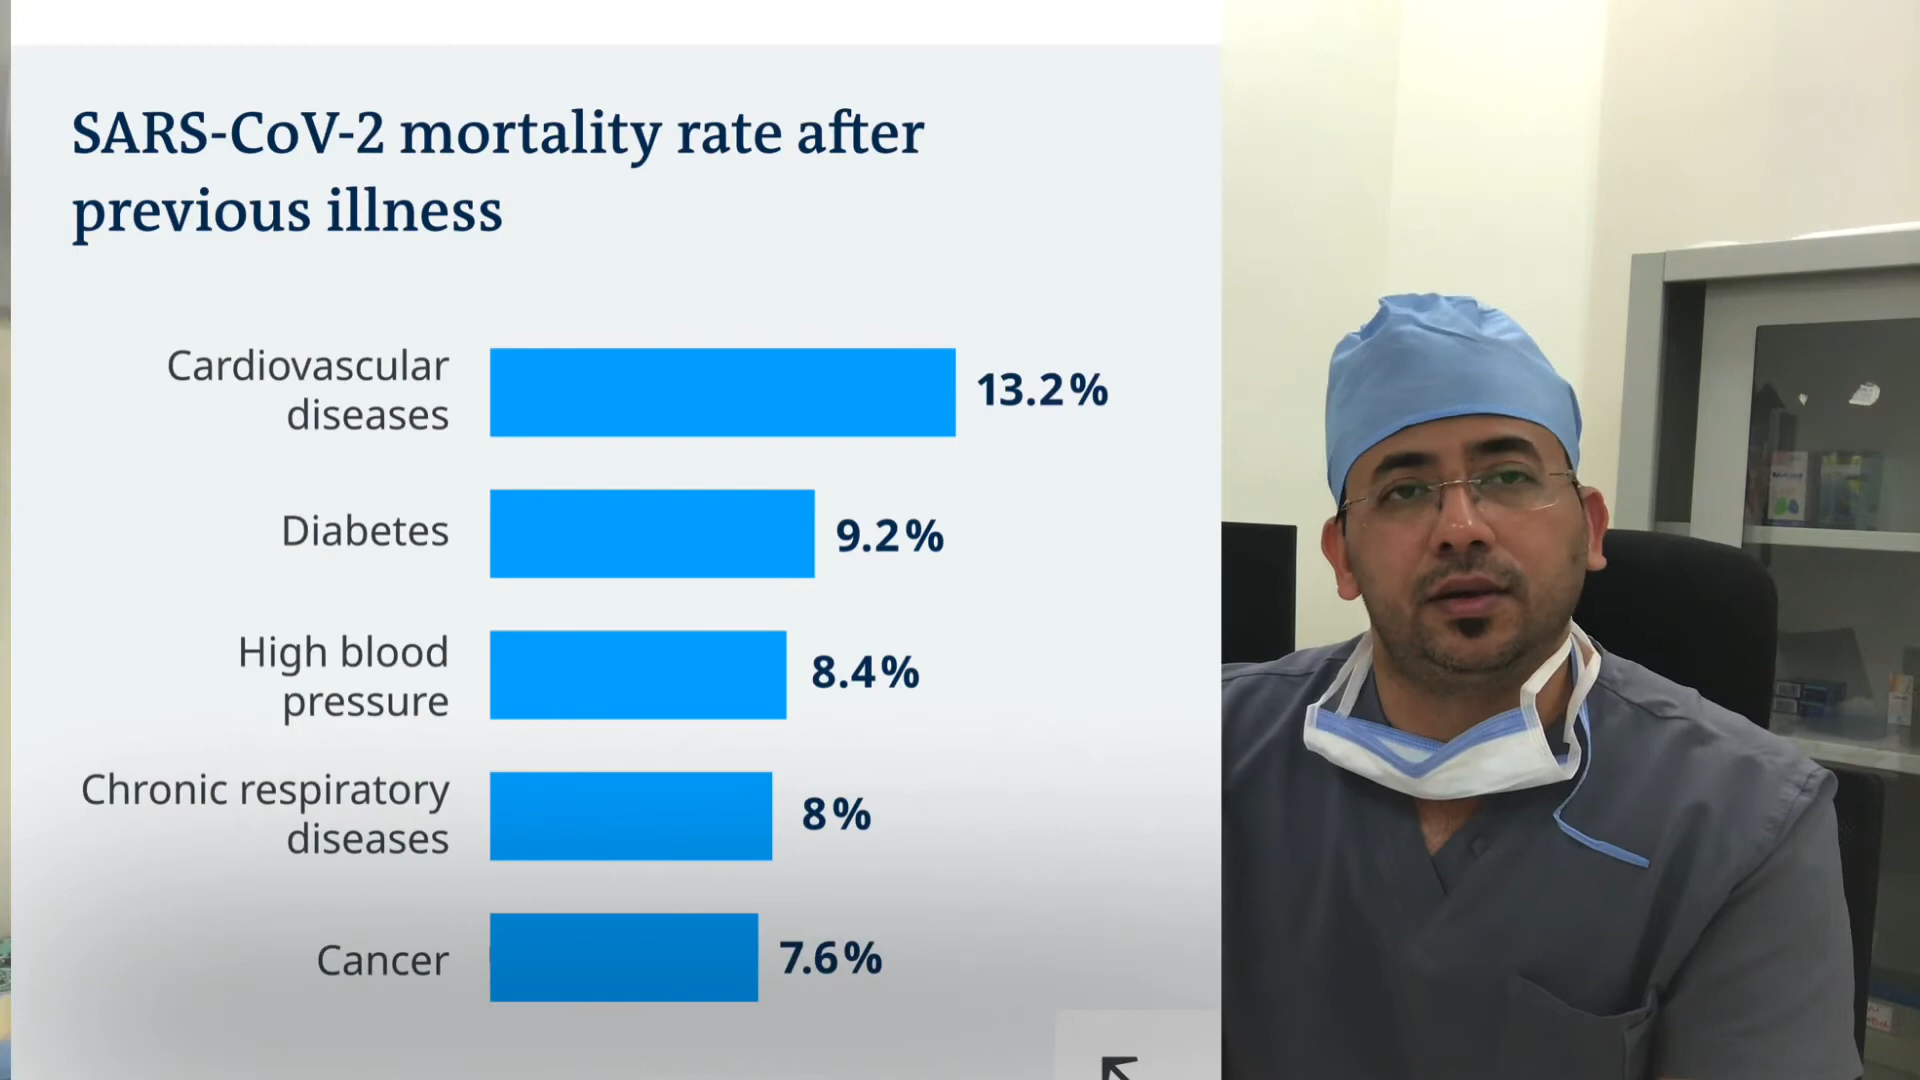 SARS-CoV-2 mortality rate after
previous illness
Cardiovascular
diseases
13.2%
Diabetes
9.2%
High blood
pressure
8.4%
Chronic respiratory
diseases
8%
Cancer
7.6%